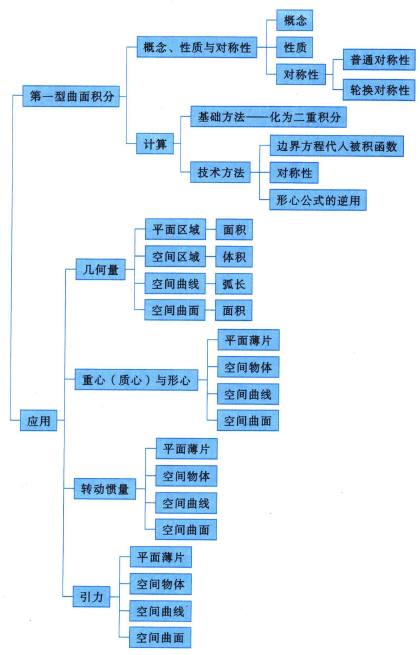 概念
概念、性质与对称性
性质
普通对称性
对称性
轮换对称性
第一型曲面积分
基础方法——化为二重积分
边界方程代人被积函数
计算
技术方法
对称性
形心公式的逆用
平面区域
面积
空间区域
体积
几何量
空间曲线
弧长
空间曲面
面积
平面薄片
空间物体
重心（质心）与形心
空间曲线
空间曲面
应用
平面薄片
空间物体
转动惯量
空间曲线
空间曲面
平面薄片
空间物体
引力
空间曲线
空间曲面